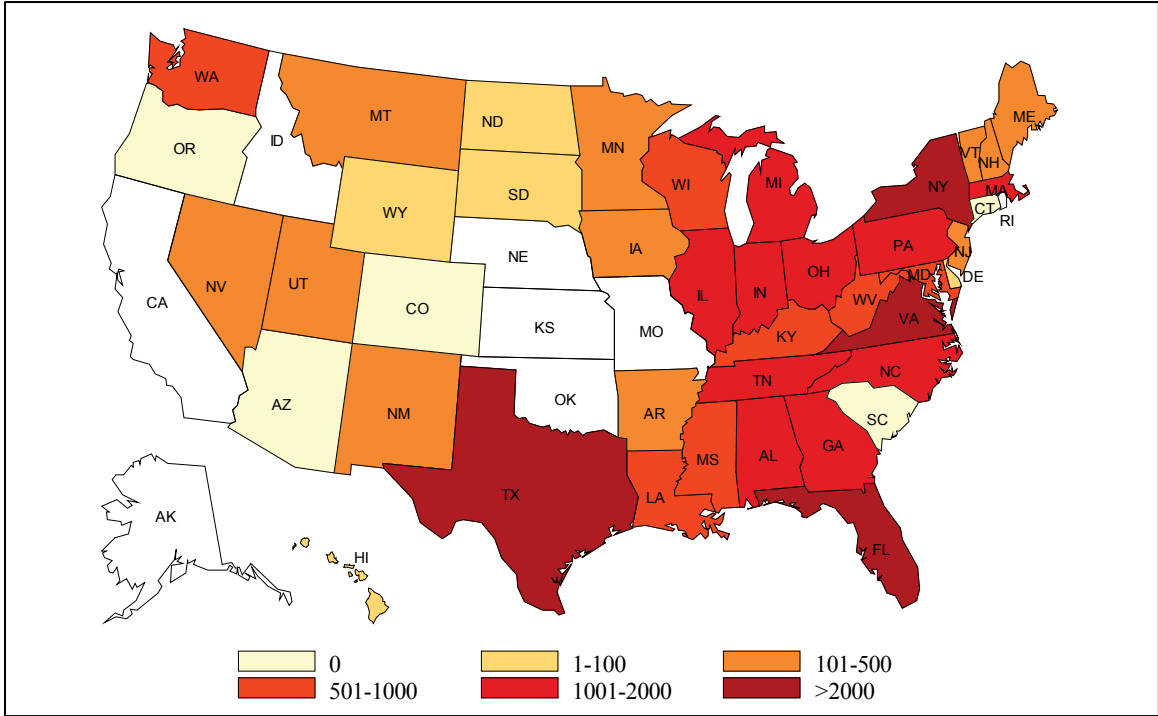 WA
MT
ND
MN
ME
VT
NH
ID
OR
SD
WI
MI
NY
MA
CT
RI
WY
IA
PA
NJ
NE
OH
MD
DE
NV
UT
CA
CO
IL
IN
WV
VA
KS
MO
KY
AZ
NM
OK
TN
NC
AR
SC
MS
AL
GA
TX
LA
AK
FL
HI
0 1-100 101-500
501-1000 1001-2000 >2000